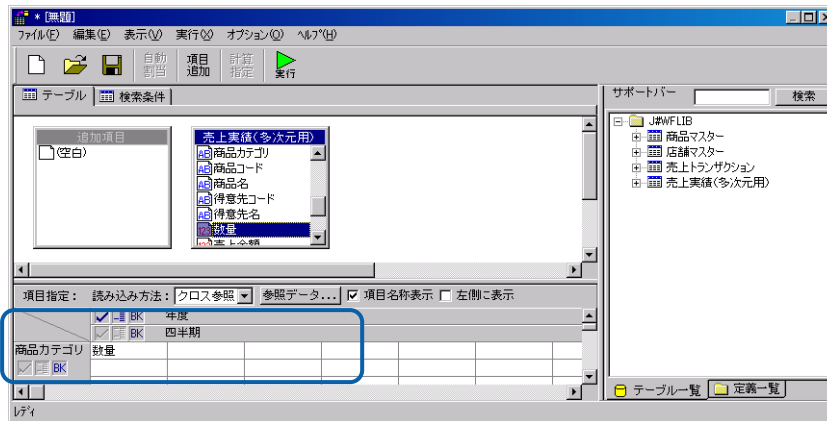 * [無題]
ファイル(F) 編集(E) 表示(V) 実行(X) オプション(O) ヘルプ(H)
自動割当 項目追加 計算指定 実行
テーブル 検索条件
追加項目
(空白)
売上実績(多次元用)
商品カテゴリ
商品コード
商品名
得意先コード
得意先名
数量
売上金額
項目指定： 読み込み方法： クロス参照 参照データ... 項目名称表示 左側に表示
BK 年度
BK 四半期
商品カテゴリ 数量
BK
レディ
サポートバー 検索
J#WFLIB
商品マスター
店舗マスター
売上トランザクション
売上実績(多次元用)
テーブル一覧 定義一覧